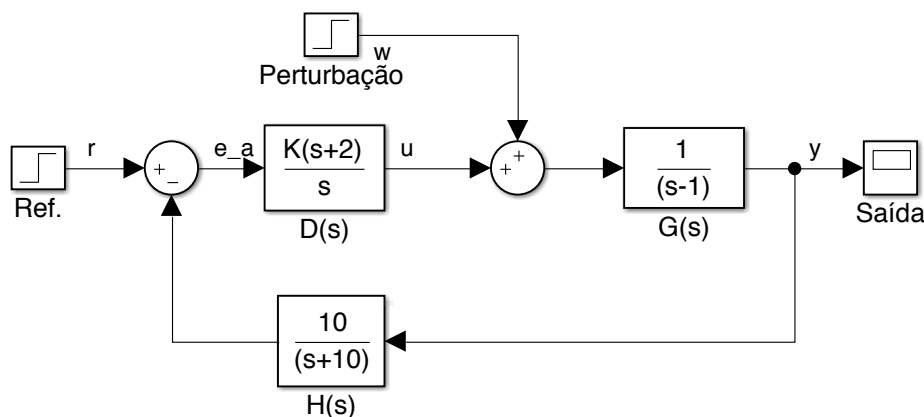 w
Perturbação
r
+
_
e_a
K(s+2)
s
u
+
+
1
(s-1)
y
Ref.
D(s)
G(s)
Saída
10
(s+10)
H(s)